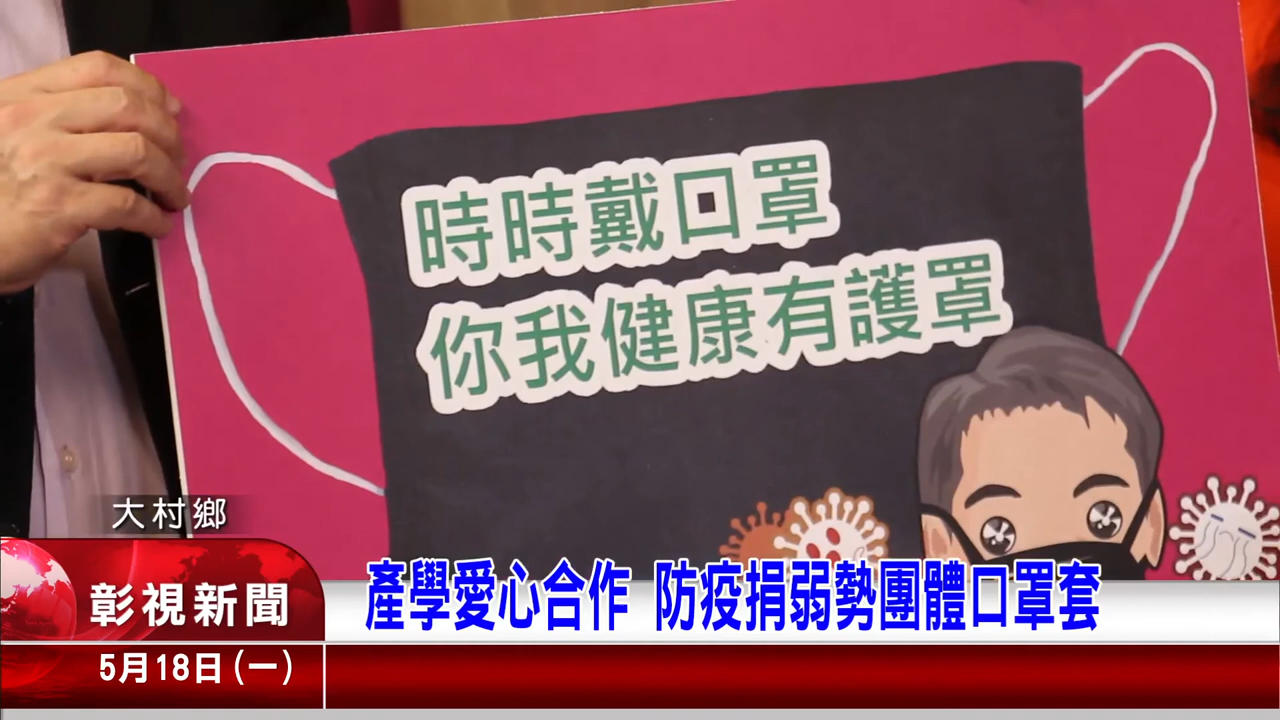 時時戴口罩
你我健康有護罩
大村鄉
產學愛心合作 防疫捐弱勢團體口罩套
彰視新聞
5月18日(一)